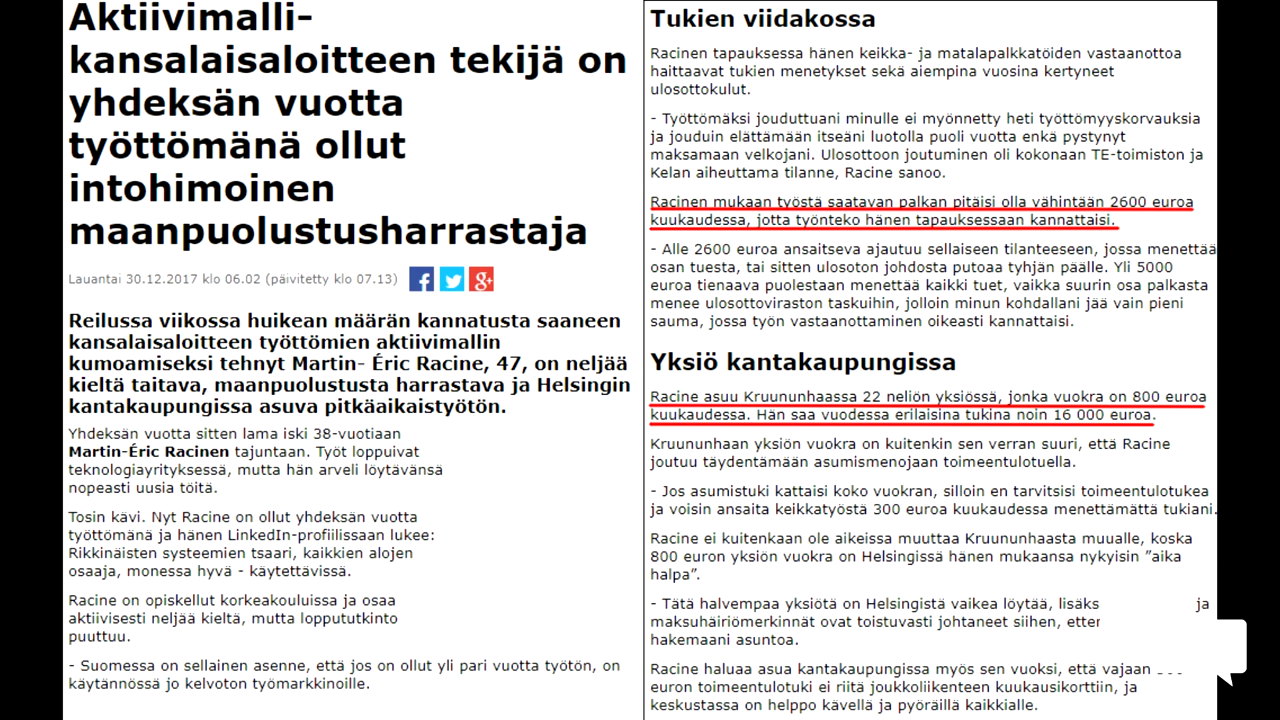 Aktiivimalli-
kansalaisaloitteen tekijä on
yhdeksän vuotta
työttömänä ollut
intohimoinen
maanpuolustusharrastaja
Lauantai 30.12.2017 klo 06.02 (päivitetty klo 07.13)
Reilussa viikossa huikean määrän kannatusta saaneen
kansalaisaloitteen työttömien aktiivimallin
kumoamiseksi tehnyt Martin- Éric Racine, 47, on neljää
kieltä taitava, maanpuolustusta harrastava ja Helsingin
kantakaupungissa asuva pitkäaikaistyötön.
Yhdeksän vuotta sitten lama iski 38-vuotiaan
Martin-Éric Racinen tajuntaan. Työt loppuivat
teknologiayrityksessä, mutta hän arveli löytävänsä
nopeasti uusia töitä.
Tosin kävi. Nyt Racine on ollut yhdeksän vuotta
työttömänä ja hänen LinkedIn-profiilissaan lukee:
Rikkinäisten systeemien tsaari, kaikkien alojen
osaaja, monessa hyvä - käytettävissä.
Racine on opiskellut korkeakouluissa ja osaa
aktiivisesti neljää kieltä, mutta lopputututkinto
puuttuu.
- Suomessa on sellainen asenne, että jos on ollut yli pari vuotta työtön, on
käytännössä jo kelvoton työmarkkinoille.
Tukien viidakossa
Racinen tapauksessa hänen keikka- ja matalapalkkatöiden vastaanottoa
haittaavat tukien menetykset sekä aiempina vuosina kertyneet
ulosottokulut.
- Työttömäksi jouduttuani minulle ei myönnetty heti työttömyyskorvauksia
ja jouduin elättämään itseäni luotolla puoli vuotta enkä pystynyt
maksamaan velkojani. Ulosottoon joutuminen oli kokonaan TE-toimiston ja
Kelan aiheuttama tilanne, Racine sanoo.
Racinen mukaan työstä saatavan palkan pitäisi olla vähintään 2600 euroa
kuukaudessa, jotta työnteko hänen tapauksessaan kannattaisi.
- Alle 2600 euroa ansaitseva ajautuu sellaiseen tilanteeseen, jossa menettää
osan tuesta, tai sitten ulosoton johdosta putoaa tyhjän päälle. Yli 5000
euroa tienaava puolestaan menettää kaikki tuet, vaikka suurin osa palkasta
menee ulosottoviraston taskuihin, jolloin minun kohdallani jää vain pieni
sauma, jossa työn vastaanottaminen oikeasti kannattaisi.
Yksiö kantakaupungissa
Racine asuu Kruununhaassa 22 neliön yksiössä, jonka vuokra on 800 euroa
kuukaudessa. Hän saa vuodessa erilaisina tukina noin 16 000 euroa.
Kruununhaan yksiön vuokra on kuitenkin sen verran suuri, että Racine
joutuu täydentämään asumismenojaan toimeentulotuella.
- Jos asumistuki kattaisi koko vuokran, silloin en tarvitsisi toimeentulotukea
ja voisin ansaita keikkatyöstä 300 euroa kuukaudessa menettämättä tukiani.
Racine ei kuitenkaan ole aikeissa muuttaa Kruununhaasta muualle, koska
800 euron yksiön vuokra on Helsingissä hänen mukaansa nykyisin ”aika
halpa”.
- Tätä halvempaa yksiötä on Helsingistä vaikea löytää, lisäks ja
maksuhäiriömerkinnät ovat toistuvasti johtaneet siihen, etten
hakemaani asuntoa.
Racine haluaa asua kantakaupungissa myös sen vuoksi, että vajaan
euron toimeentulotuki ei riitä joukkoliikenteen kuukausikorttiin, ja
keskustassa on helppo kävellä ja pyöräillä kaikkialle.